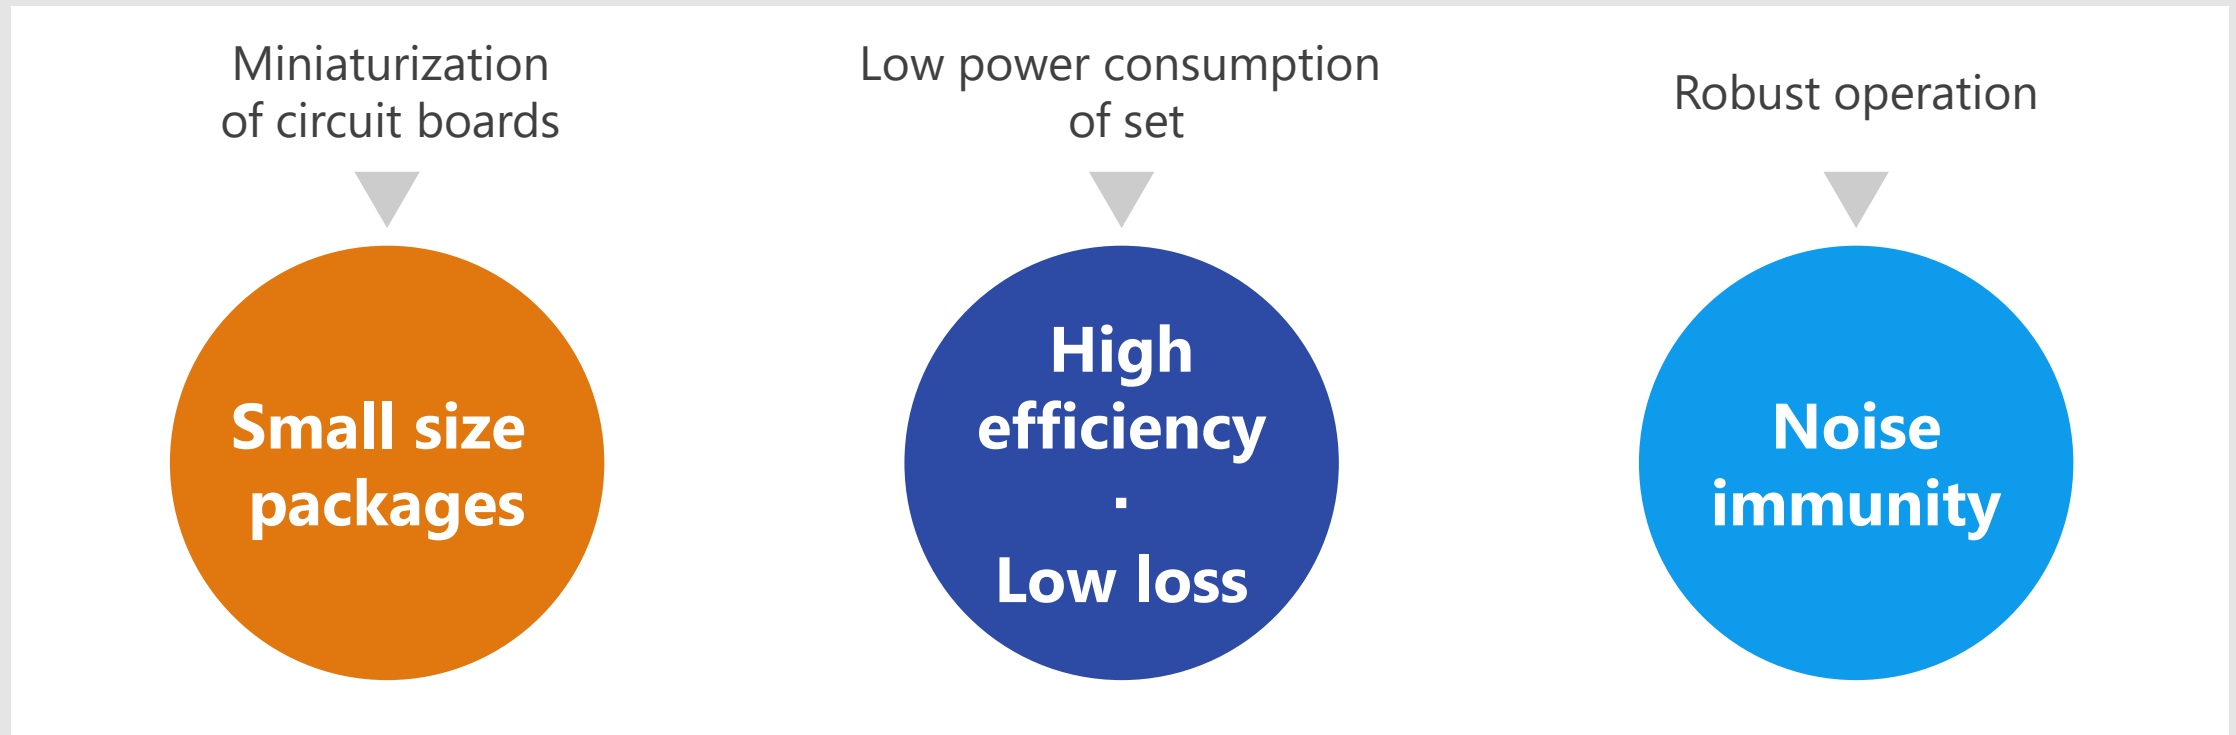 Miniaturization
of circuit boards
Small size
packages
Low power consumption
of set
High
efficiency
·
Low loss
Robust operation
Noise
immunity